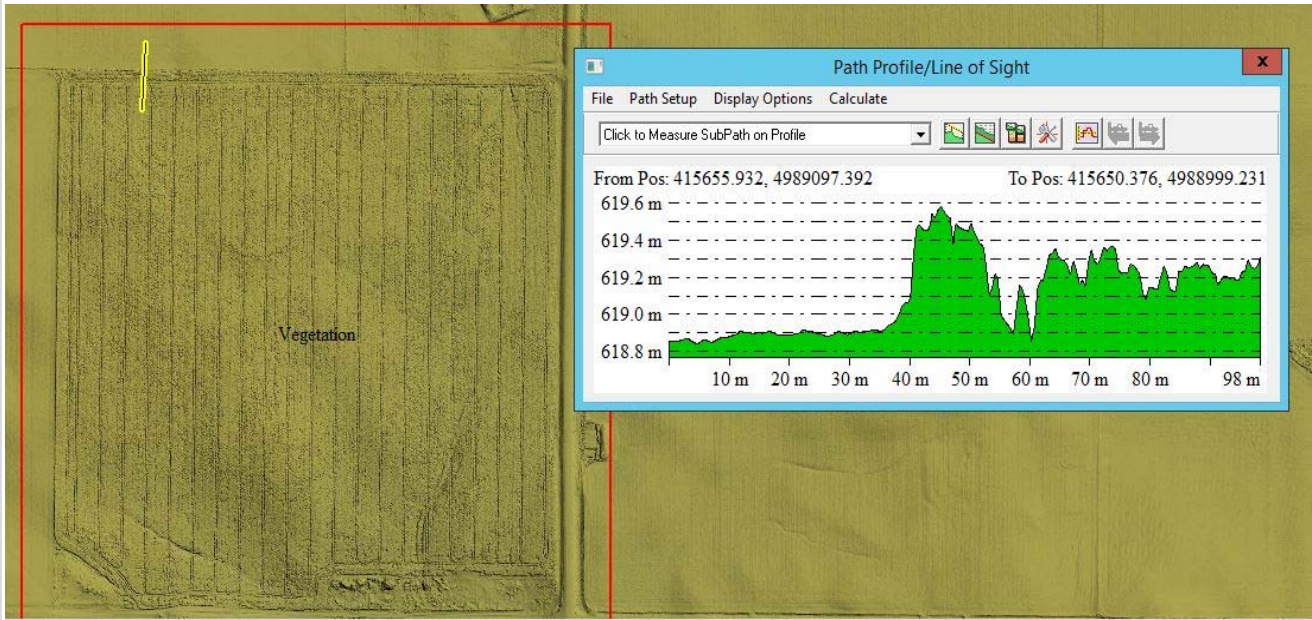 Vegetation
Path Profile/Line of Sight
x
File Path Setup Display Options Calculate
Click to Measure SubPath on Profile
From Pos: 415655.932, 4989097.392 To Pos: 415650.376, 4988999.231
619.6 m
619.4 m
619.2 m
619.0 m
618.8 m
10 m 20 m 30 m 40 m 50 m 60 m 70 m 80 m 98 m